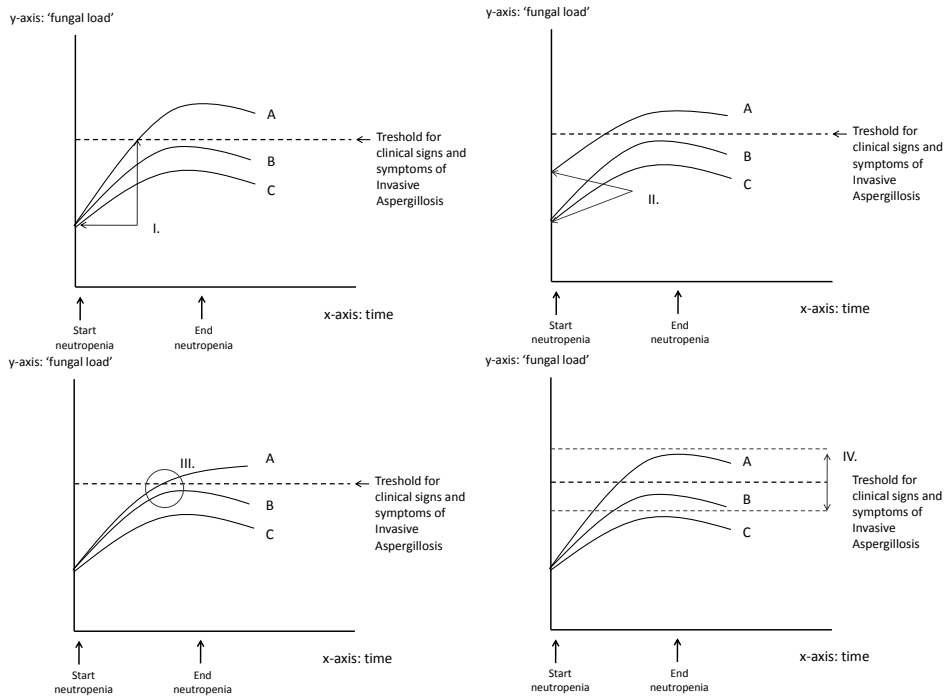 y-axis: 'fungal load'
A
Treshold for
clinical signs and
symptoms of
Invasive
Aspergillosis
B
C
I.
x-axis: time
Start
neutropenia
End
neutropenia
y-axis: 'fungal load'
A
Treshold for
clinical signs and
symptoms of
Invasive
Aspergillosis
B
C
II.
x-axis: time
Start
neutropenia
End
neutropenia
y-axis: 'fungal load'
III.
A
Treshold for
clinical signs and
symptoms of
Invasive
Aspergillosis
B
C
x-axis: time
Start
neutropenia
End
neutropenia
y-axis: 'fungal load'
A
IV.
Treshold for
clinical signs and
symptoms of
Invasive
Aspergillosis
B
C
x-axis: time
Start
neutropenia
End
neutropenia